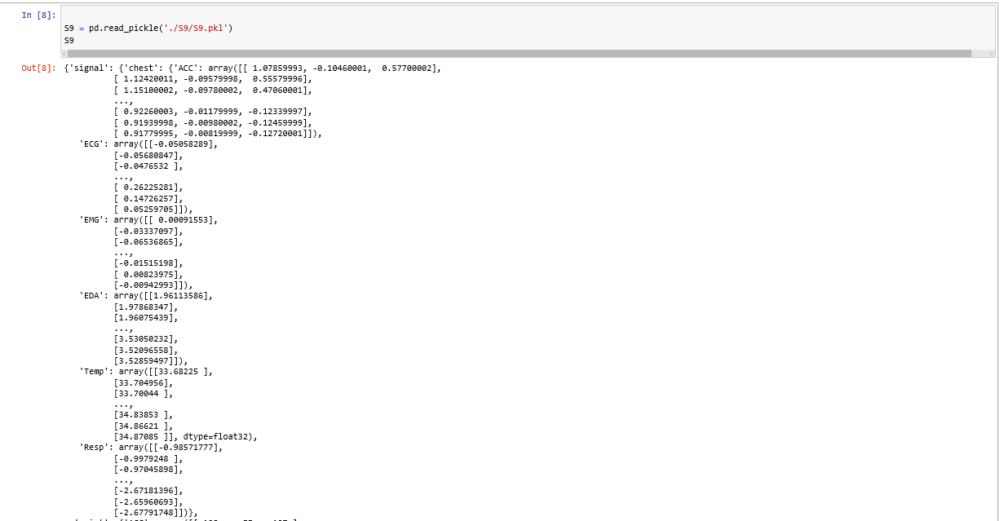 In [8]:
S9 = pd.read_pickle('./S9/S9.pkl')
S9
Out[8]: {'signal': {'chest': {'ACC': array([[ 1.07859993, -0.10460001,  0.57700002],
[ 1.12420011, -0.09579998,  0.55579996],
[ 1.15100002, -0.09780002,  0.47060001],
...,
[ 0.92260003, -0.01179999, -0.12339997],
[ 0.91939998, -0.00980002, -0.12459999],
[ 0.91779995, -0.00819999, -0.12720001]]),
'ECG': array([[-0.05058289],
[-0.05680847],
[-0.0476532 ],
...,
[ 0.26225281],
[ 0.14726257],
[ 0.05259705]]),
'EMG': array([[ 0.00091553],
[-0.03337097],
[-0.06536865],
...,
[-0.01515198],
[ 0.00823975],
[-0.00942993]]),
'EDA': array([[1.96113586],
[1.97868347],
[1.96075439],
...,
[3.53050232],
[3.52096558],
[3.52859497]]),
'Temp': array([[33.68225 ],
[33.704956],
[33.70044 ],
...,
[34.83853 ],
[34.86621 ],
[34.87085 ]], dtype=float32),
'Resp': array([[-0.98571777],
[-0.9979248 ],
[-0.97045898],
...,
[-2.67181396],
[-2.65960693],
[-2.67791748]])},